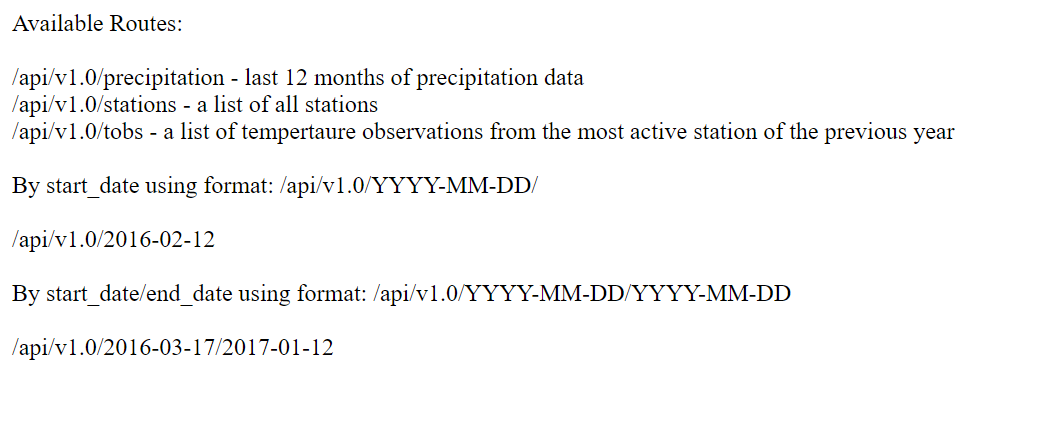 Available Routes:
/api/v1.0/precipitation - last 12 months of precipitation data
/api/v1.0/stations - a list of all stations
/api/v1.0/tobs - a list of tempertaure observations from the most active station of the previous year
By start_date using format: /api/v1.0/YYYY-MM-DD/
/api/v1.0/2016-02-12
By start_date/end_date using format: /api/v1.0/YYYY-MM-DD/YYYY-MM-DD
/api/v1.0/2016-03-17/2017-01-12